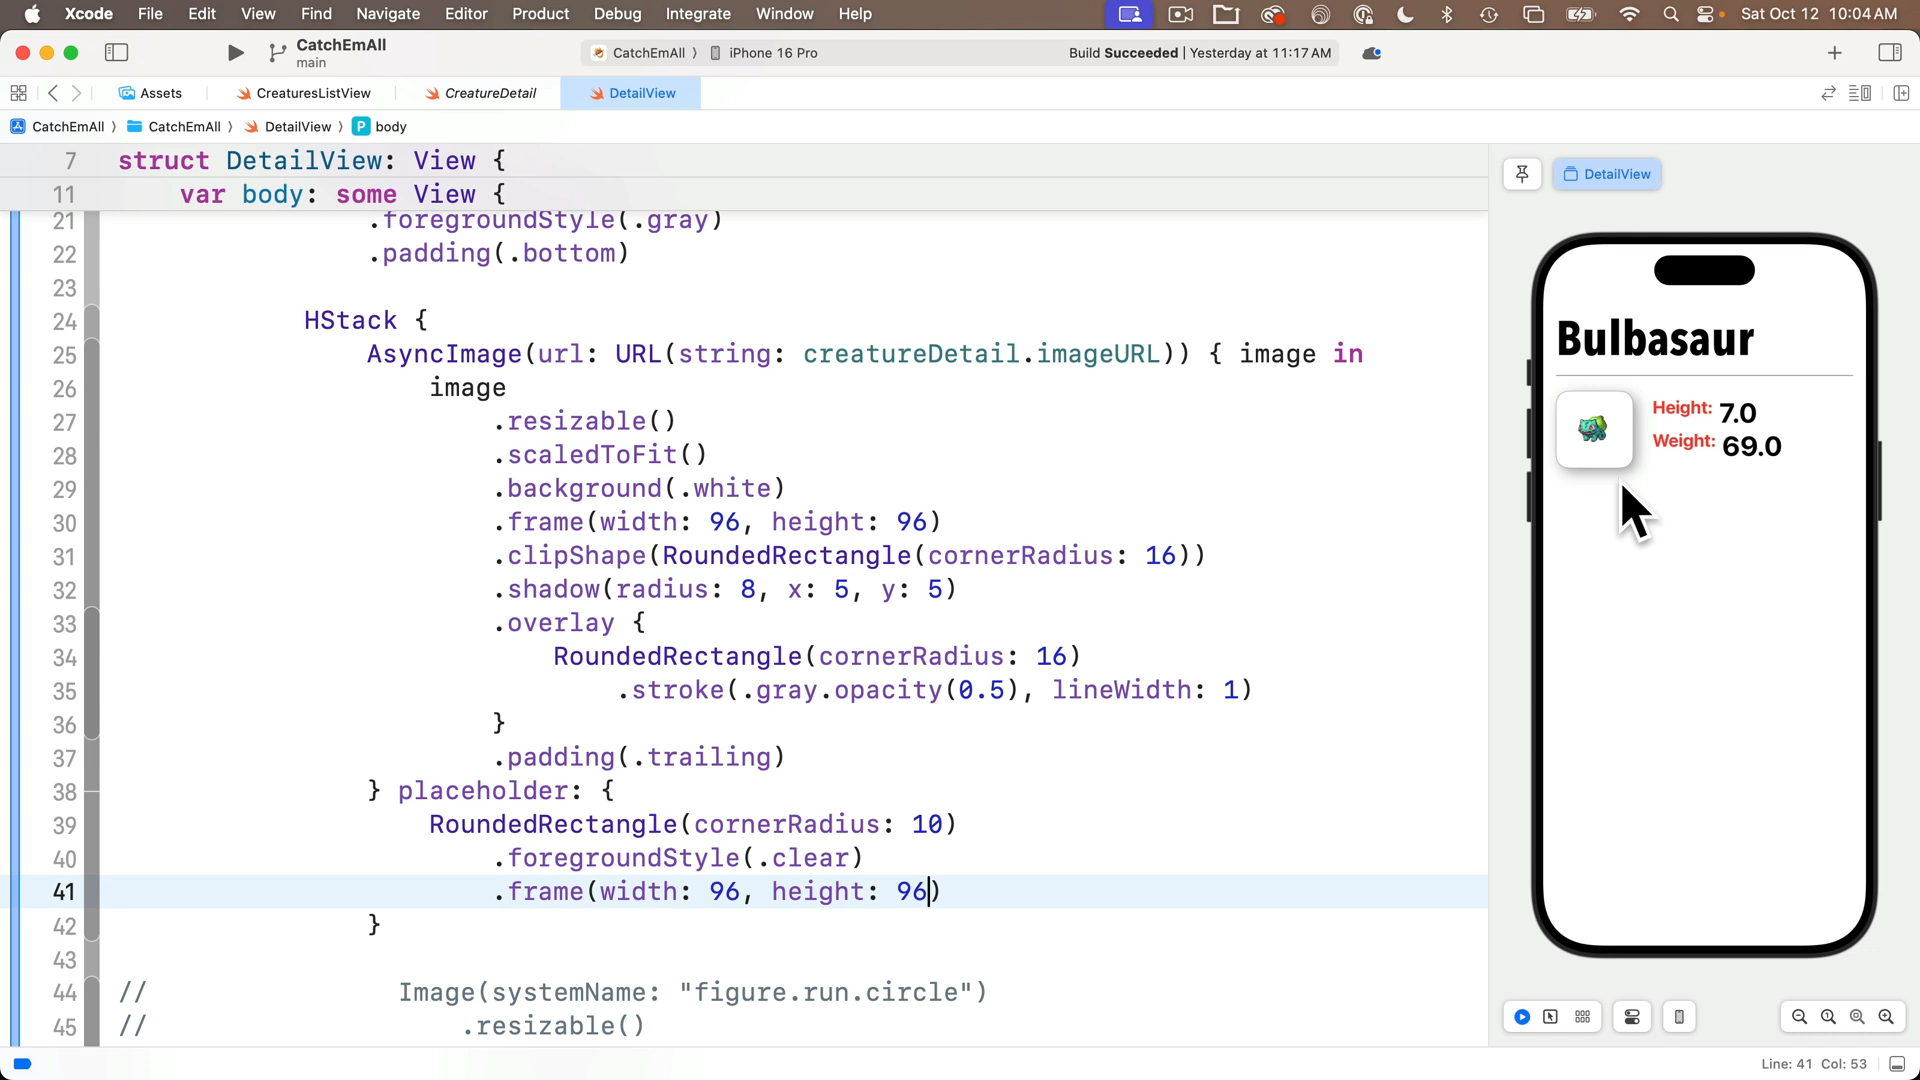 Xcode File Edit View Find Navigate Editor Product Debug Integrate Window Help Sat Oct 12 10:04 AM
CatchEmAll
main
CatchEmAll iPhone 16 Pro Build Succeeded | Yesterday at 11:17 AM
Assets CreaturesListView CreatureDetail DetailView
CatchEmAll CatchEmAll DetailView P body
7 struct DetailView: View {
11 var body: some View {
21 .foregroundStyle(.gray)
22 .padding(.bottom)
23
24 HStack {
25 AsyncImage(url: URL(string: creatureDetail.imageURL)) { image in
26 image
27 .resizable()
28 .scaledToFit()
29 .background(.white)
30 .frame(width: 96, height: 96)
31 .clipShape(RoundedRectangle(cornerRadius: 16))
32 .shadow(radius: 8, x: 5, y: 5)
33 .overlay {
34 RoundedRectangle(cornerRadius: 16)
35 .stroke(.gray.opacity(0.5), lineWidth: 1)
36 }
37 .padding(.trailing)
38 } placeholder: {
39 RoundedRectangle(cornerRadius: 10)
40 .foregroundStyle(.clear)
41 .frame(width: 96, height: 96)
42 }
43
44 // Image(systemName: "figure.run.circle")
45 // .resizable()
DetailView
Bulbasaur
Height: 7.0
Weight: 69.0
Line: 41 Col: 53